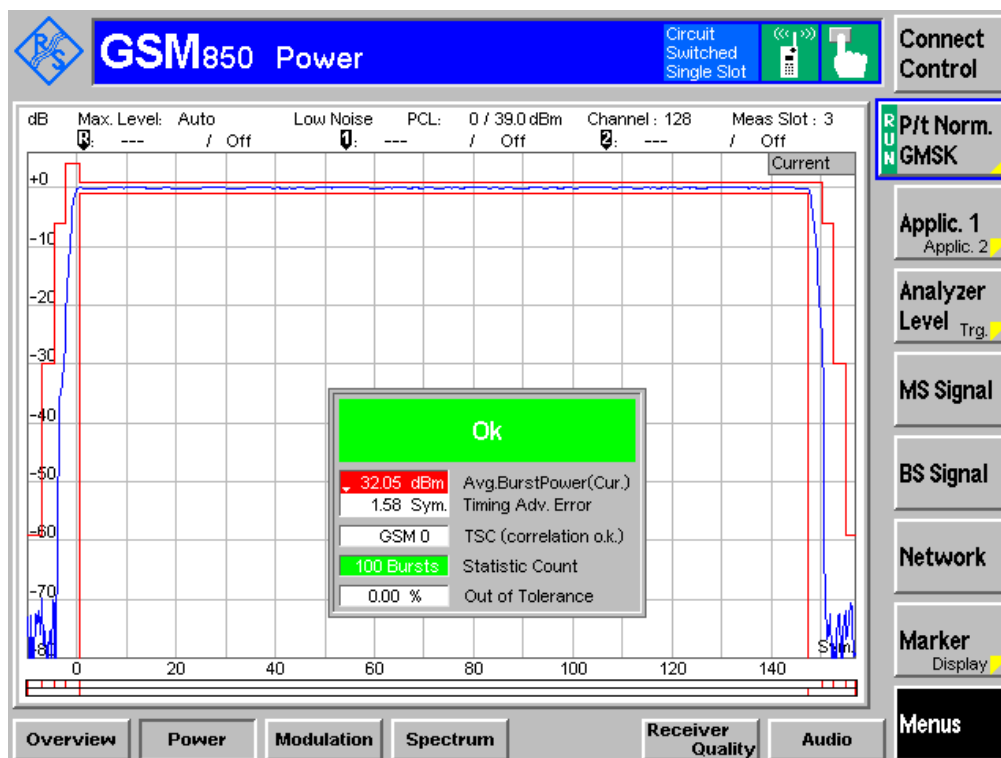 R&S
GSM850 Power
Circuit
Switched
Single Slot
Connect
Control
dB Max. Level: Auto Low Noise PCL: 0 / 39.0 dBm Channel : 128 Meas Slot : 3
R: --- / Off 1: --- / Off 2: --- / Off
Current
+0
-10
-20
-30
-40
-50
-60
-70
-80
Sym.
0 20 40 60 80 100 120 140
Ok
32.05 dBm Avg.BurstPower(Cur.)
1.58 Sym. Timing Adv. Error
GSM 0 TSC (correlation o.k.)
100 Bursts Statistic Count
0.00 % Out of Tolerance
RUN
P/t Norm.
GMSK
Applic. 1
Applic. 2
Analyzer
Level Trg.
MS Signal
BS Signal
Network
Marker
Display
Menus
Overview Power Modulation Spectrum Receiver Quality Audio